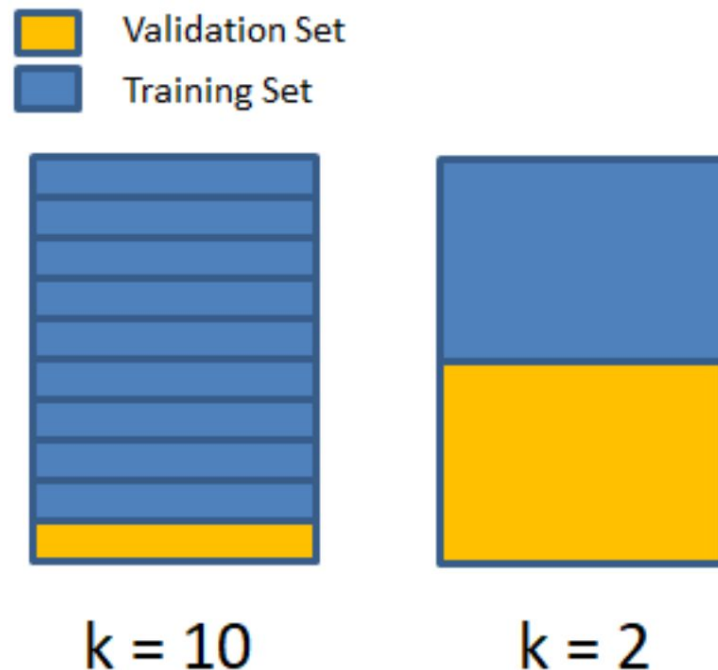 Validation Set
Training Set
k = 10
k = 2